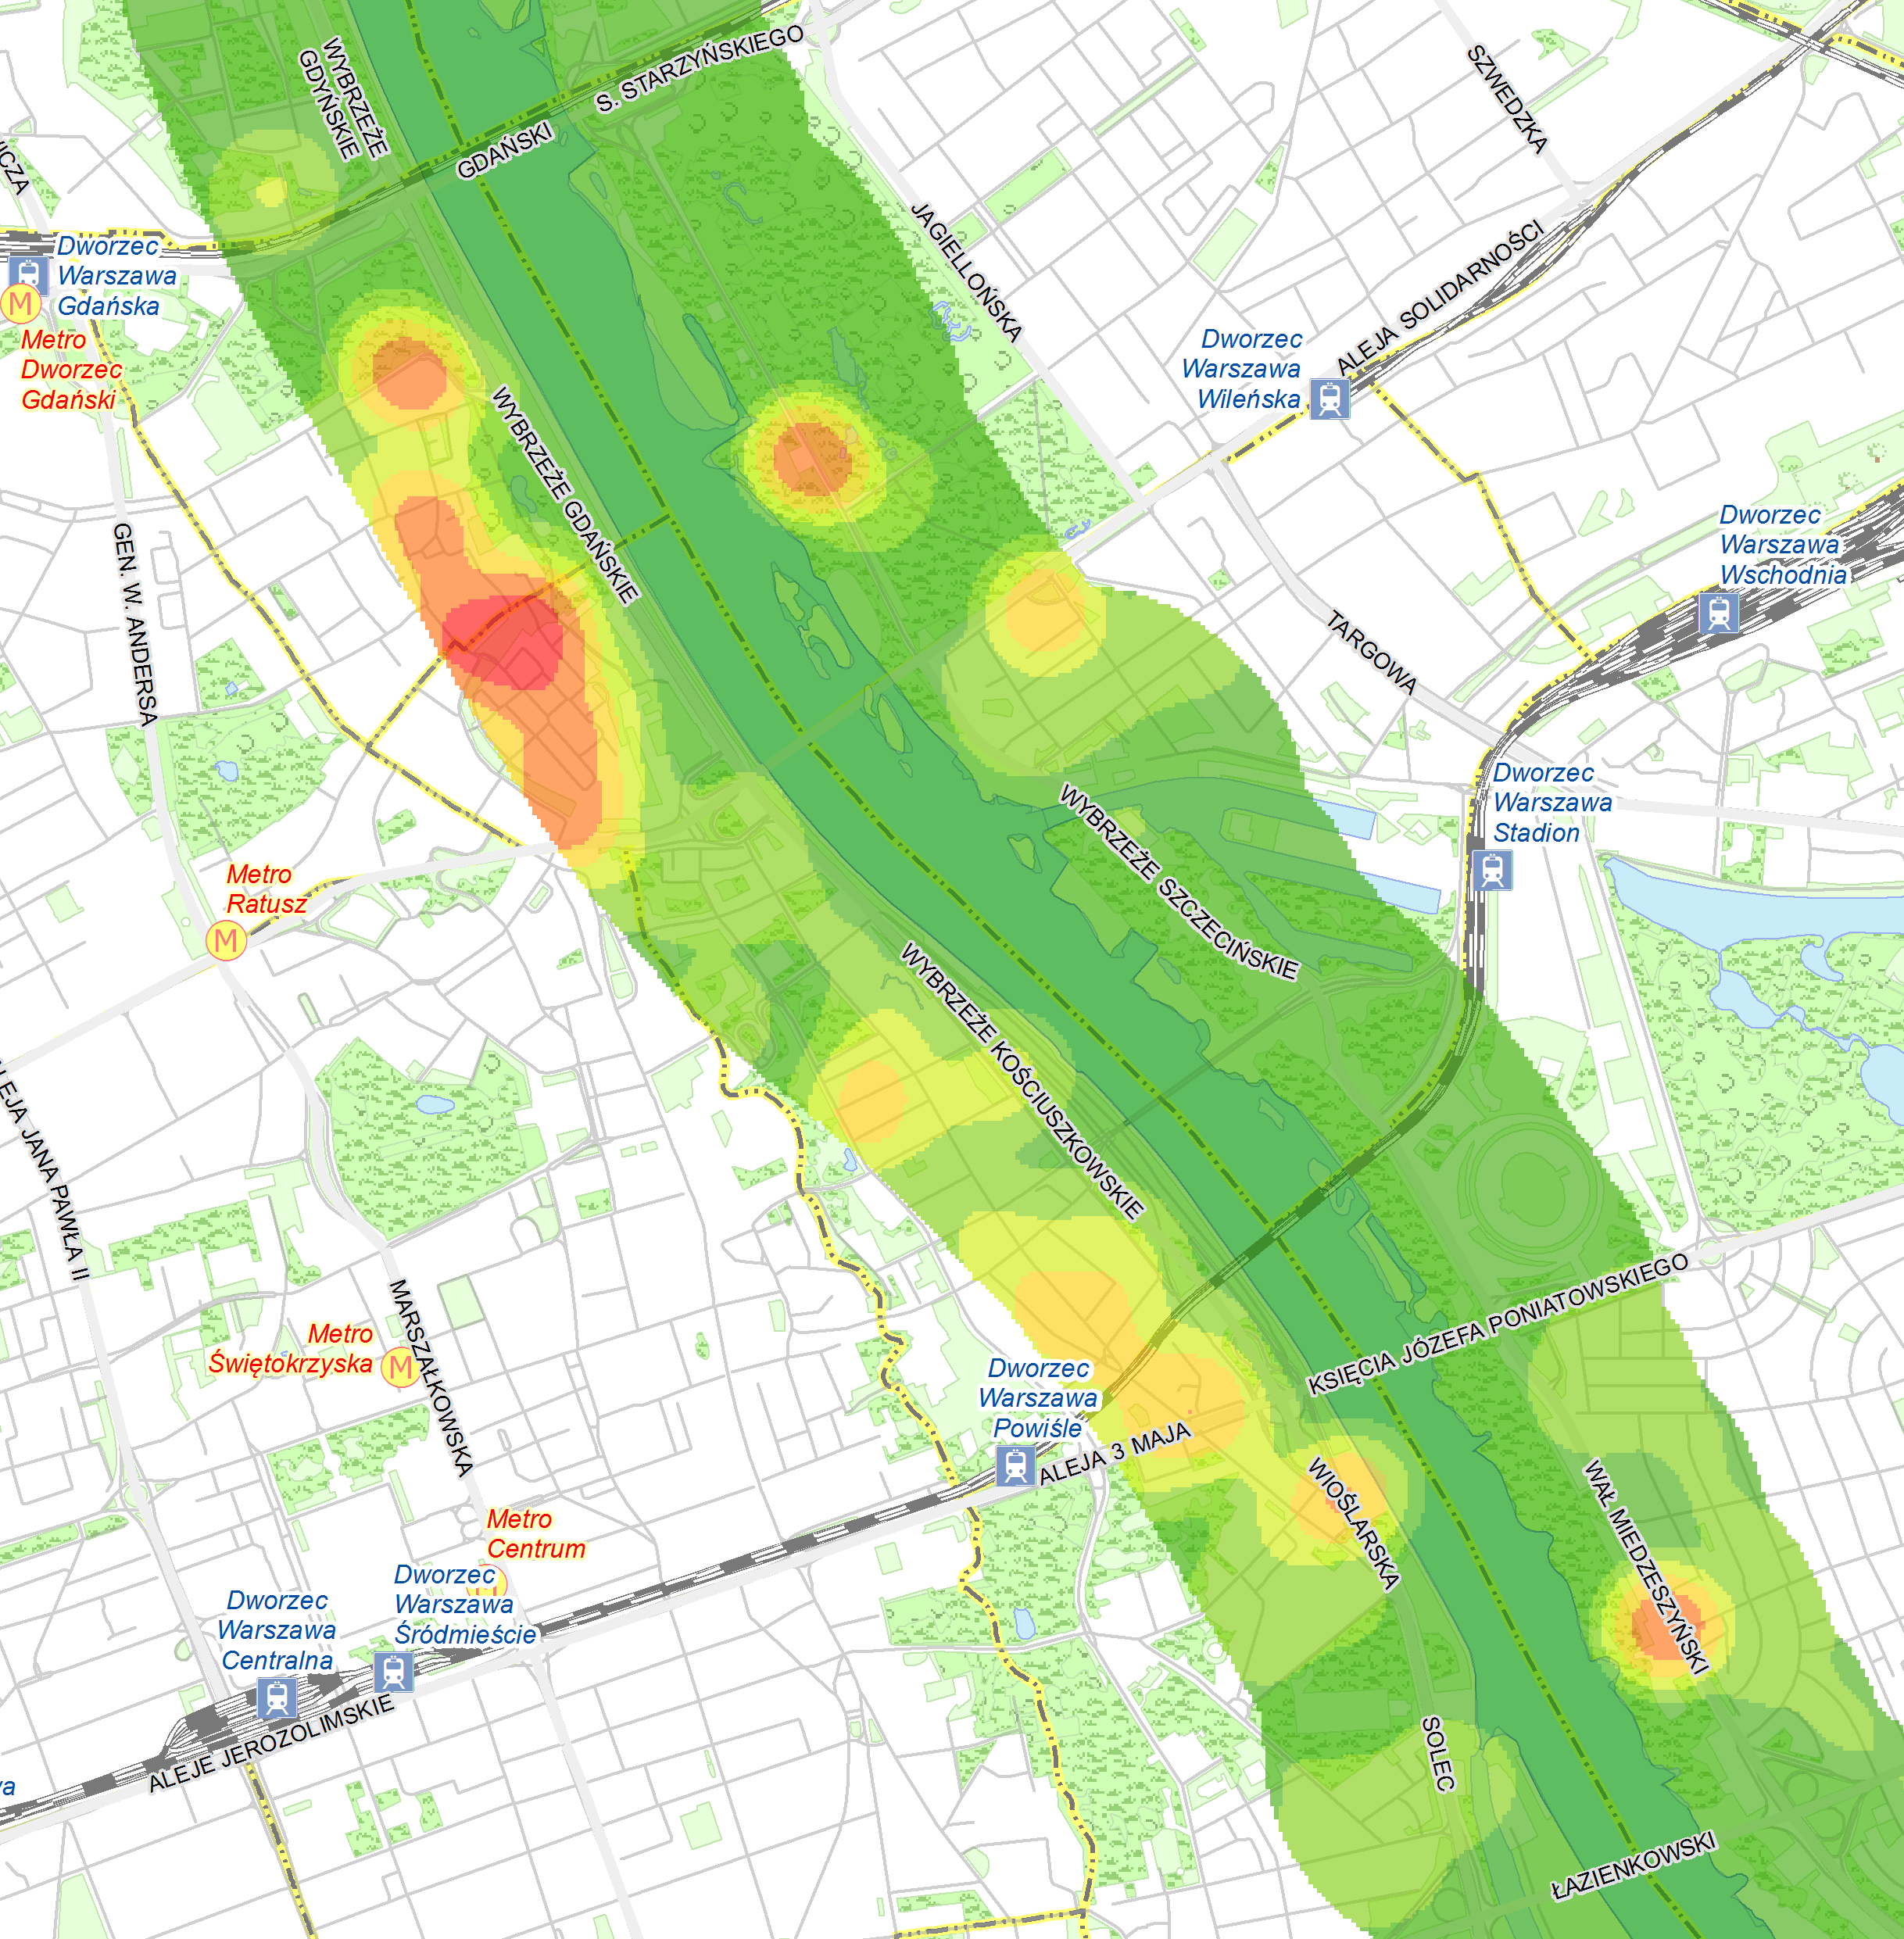 WYBRZEŻE
GDYŃSKIE
GDAŃSKI
S. STARZYŃSKIEGO
SZWEDZKA
Dworzec
Warszawa
Gdańska
M
Metro
Dworzec
Gdański
JAGIELLOŃSKA
ALEJA SOLIDARNOŚCI
Dworzec
Warszawa
Wileńska
WYBRZEŻE GDAŃSKIE
GEN. W. ANDERSA
Dworzec
Warszawa
Wschodnia
TARGOWA
Dworzec
Warszawa
Stadion
WYBRZEŻE SZCZECIŃSKIE
Metro
Ratusz
M
WYBRZEŻE KOŚCIUSZKOWSKIE
LEJA JANA PAWŁA II
MARSZAŁKOWSKA
Metro
Świętokrzyska
M
KSIĘCIA JÓZEFA PONIATOWSKIEGO
Dworzec
Warszawa
Powiśle
ALEJA 3 MAJA
WIOŚLARSKA
WAŁ MIEDZESZYŃSKI
Metro
Centrum
Dworzec
Warszawa
Śródmieście
Dworzec
Warszawa
Centralna
ALEJE JEROZOLIMSKIE
SOLEC
ŁAZIENKOWSKI